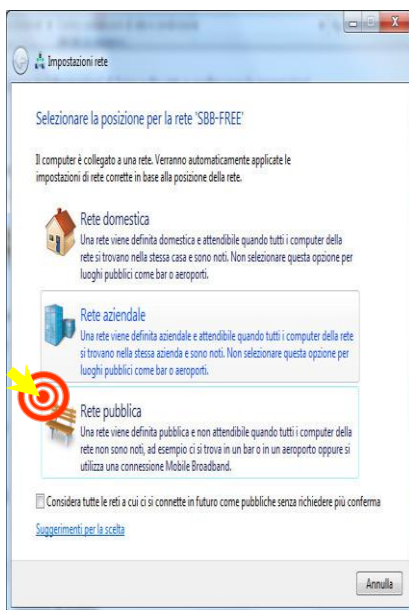 Impostazioni rete
Selezionare la posizione per la rete 'SBB-FREE'
Il computer è collegato a una rete. Verranno automaticamente applicate le
impostazioni di rete corrette in base alla posizione della rete.
Rete domestica
Una rete viene definita domestica e attendibile quando tutti i computer della
rete si trovano nella stessa casa e sono noti. Non selezionare questa opzione per
luoghi pubblici come bar o aeroporti.
Rete aziendale
Una rete viene definita aziendale e attendibile quando tutti i computer della rete
si trovano nella stessa azienda e sono noti. Non selezionare questa opzione per
luoghi pubblici come bar o aeroporti.
Rete pubblica
Una rete viene definita pubblica e non attendibile quando tutti i computer della
rete non sono noti, ad esempio ci si trova in un bar o in un aeroporto oppure si
utilizza una connessione Mobile Broadband.
Considera tutte le reti a cui ci si connette in futuro come pubbliche senza richiedere più conferma
Suggerimenti per la scelta
Annulla